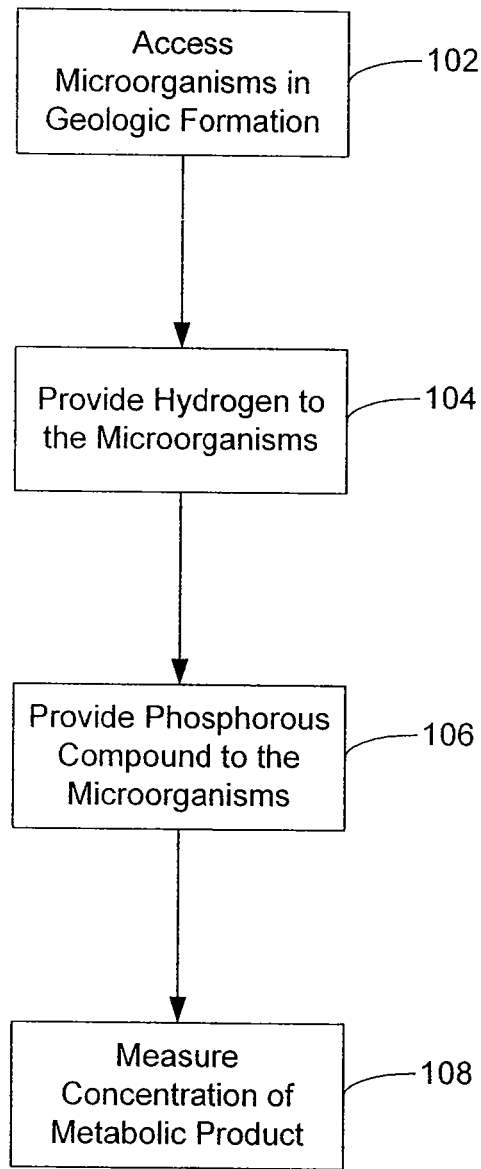 Access
Microorganisms in
Geologic Formation
102
Provide Hydrogen to
the Microorganisms
104
Provide Phosphorous
Compound to the
Microorganisms
106
Measure
Concentration of
Metabolic Product
108